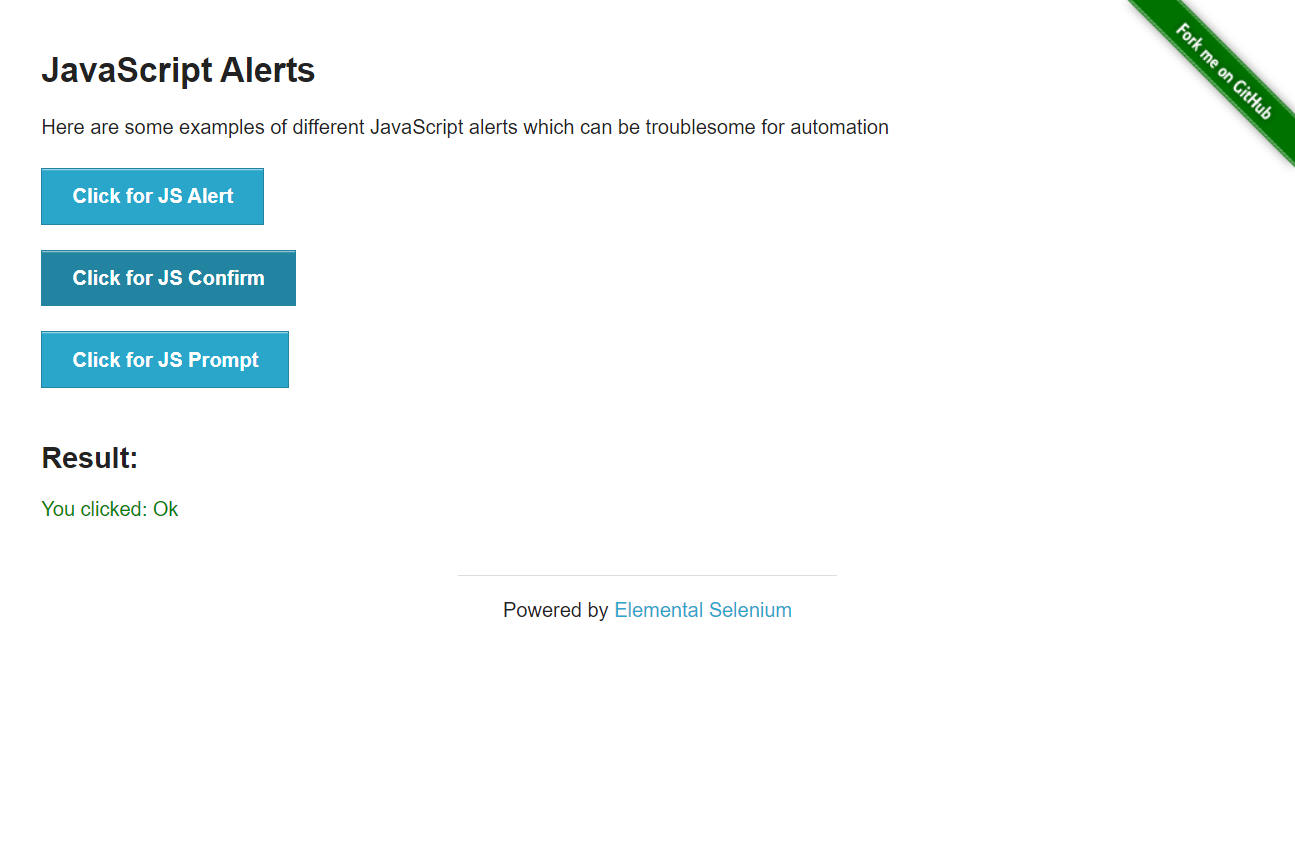 Fork me on GitHub
JavaScript Alerts
Here are some examples of different JavaScript alerts which can be troublesome for automation
Click for JS Alert
Click for JS Confirm
Click for JS Prompt
Result:
You clicked: Ok
Powered by Elemental Selenium